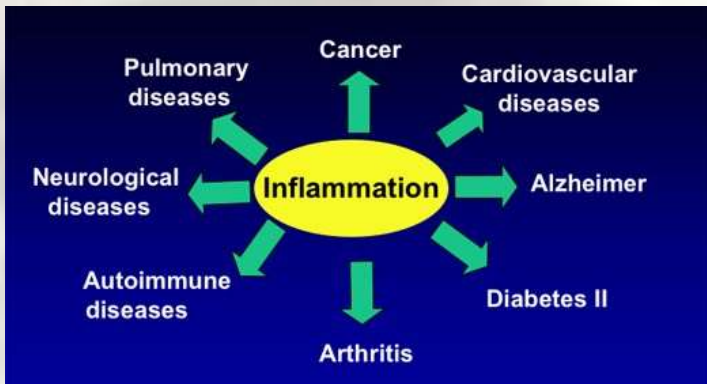 Cancer
Pulmonary
diseases
Cardiovascular
diseases
Neurological
diseases
Inflammation
Alzheimer
Autoimmune
diseases
Diabetes II
Arthritis